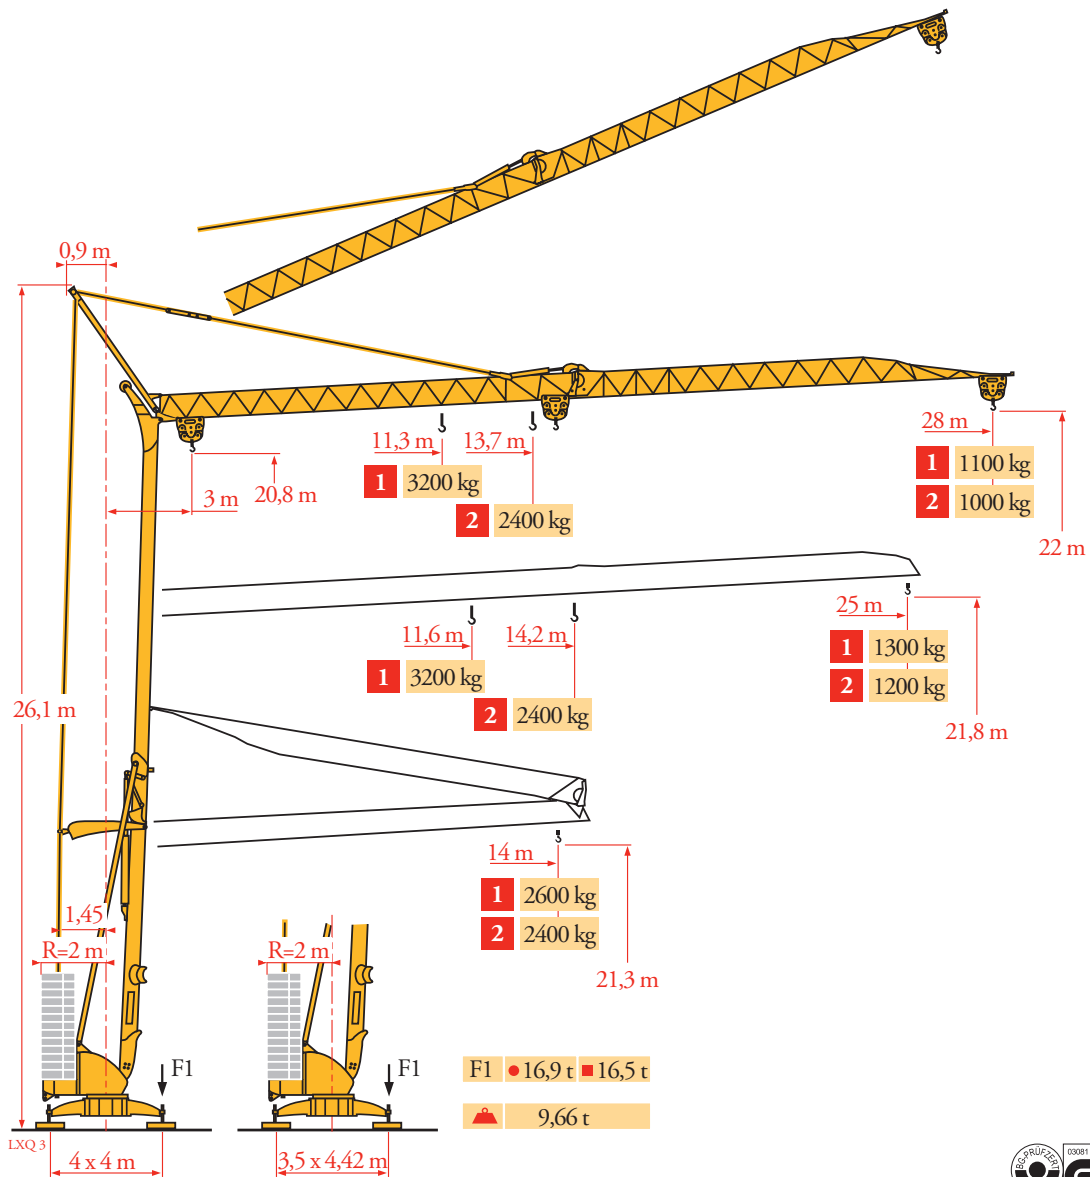 0,9 m
11,3 m
13,7 m
28 m
1 3200 kg
1 1100 kg
3 m
20,8 m
2 2400 kg
2 1000 kg
22 m
11,6 m
14,2 m
25 m
1 3200 kg
1 1300 kg
2 2400 kg
2 1200 kg
26,1 m
21,8 m
14 m
1 2600 kg
1,45
2 2400 kg
R=2 m
R=2 m
21,3 m
F1
F1
F1 16,9 t 16,5 t
9,66 t
LXQ 3
4 x 4 m
3,5 x 4,42 m
BG-PRÜFZERT
03081